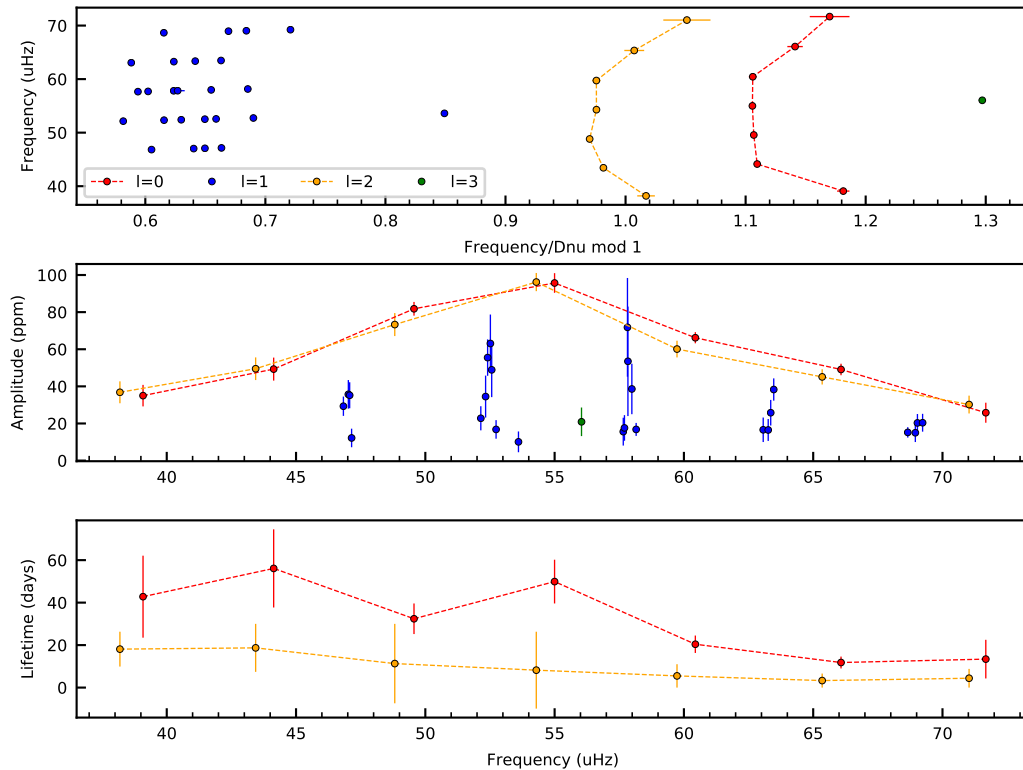 70
60
50
40
Frequency (uHz)
l=0 l=1 l=2 l=3
0.6 0.7 0.8 0.9 1.0 1.1 1.2 1.3
Frequency/Dnu mod 1
100
80
60
40
20
0
Amplitude (ppm)
40 45 50 55 60 65 70
60
40
20
0
Lifetime (days)
40 45 50 55 60 65 70
Frequency (uHz)